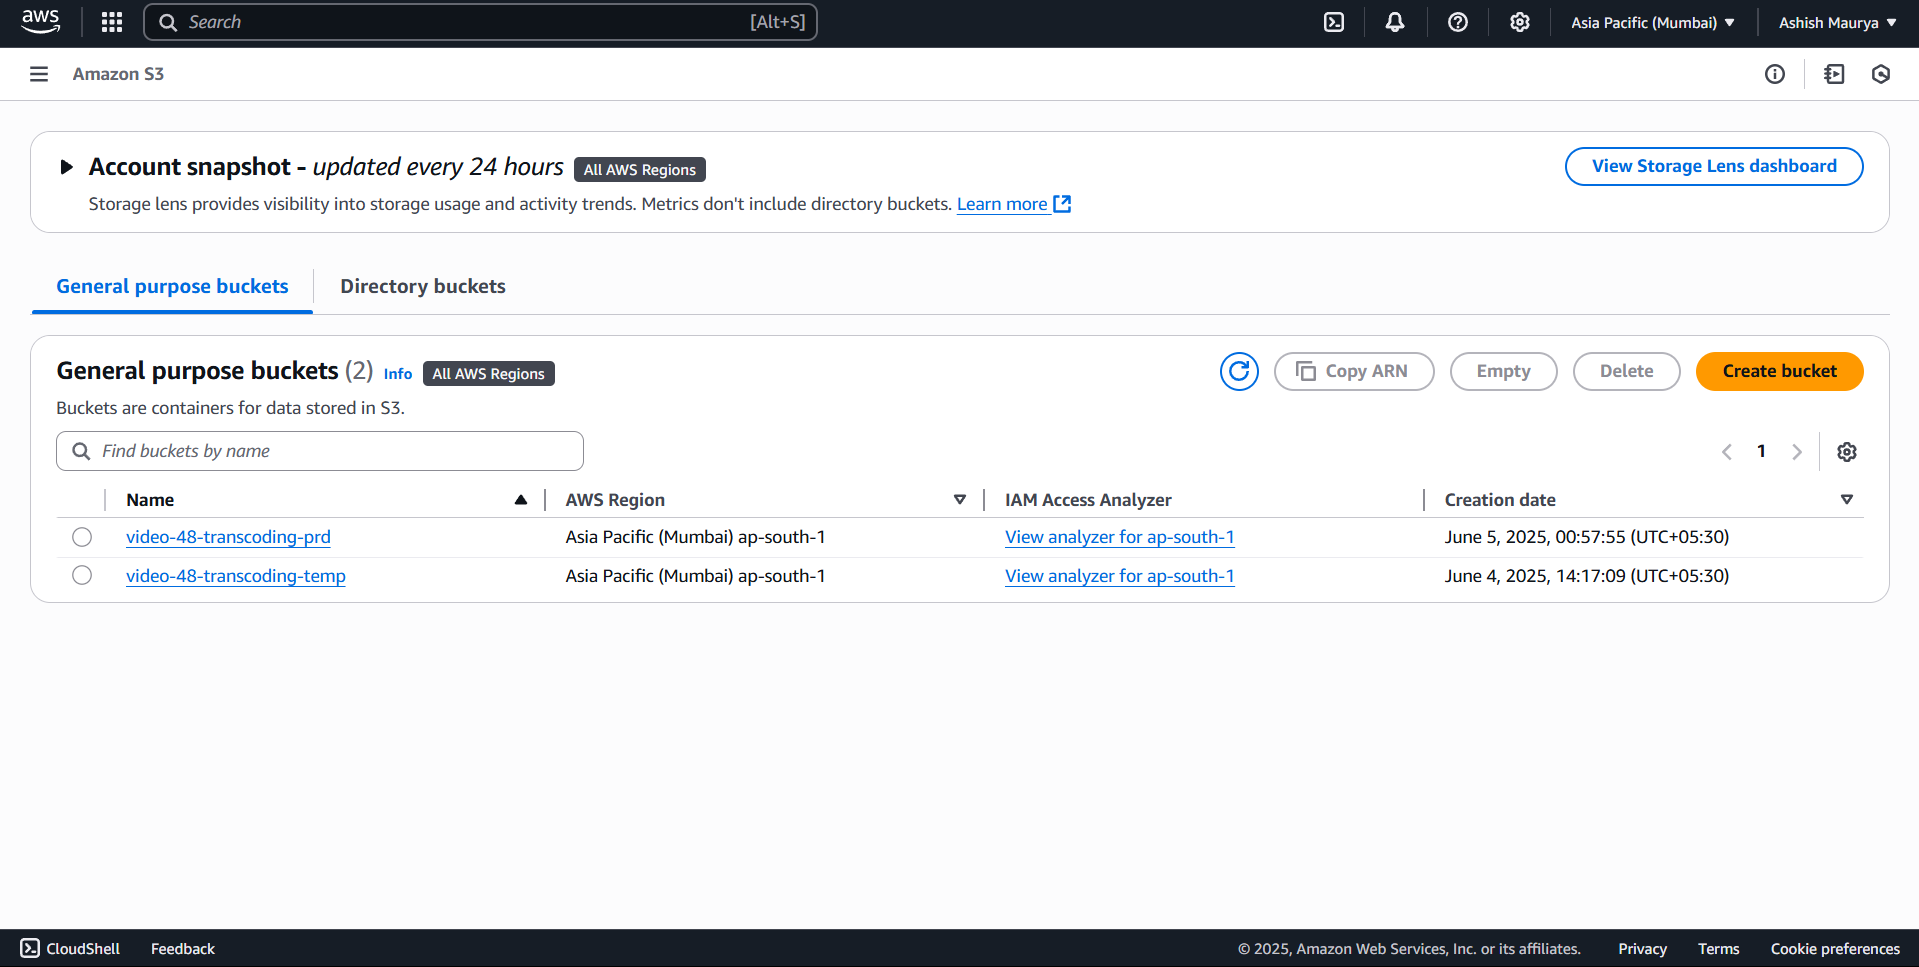 aws Search [Alt+S] Asia Pacific (Mumbai) Ashish Maurya
Amazon S3
Account snapshot - updated every 24 hours All AWS Regions View Storage Lens dashboard
Storage lens provides visibility into storage usage and activity trends. Metrics don't include directory buckets. Learn more
General purpose buckets Directory buckets
General purpose buckets (2) Info All AWS Regions Copy ARN Empty Delete Create bucket
Buckets are containers for data stored in S3.
Find buckets by name 1
Name AWS Region IAM Access Analyzer Creation date
video-48-transcoding-prd Asia Pacific (Mumbai) ap-south-1 View analyzer for ap-south-1 June 5, 2025, 00:57:55 (UTC+05:30)
video-48-transcoding-temp Asia Pacific (Mumbai) ap-south-1 View analyzer for ap-south-1 June 4, 2025, 14:17:09 (UTC+05:30)
CloudShell Feedback © 2025, Amazon Web Services, Inc. or its affiliates. Privacy Terms Cookie preferences